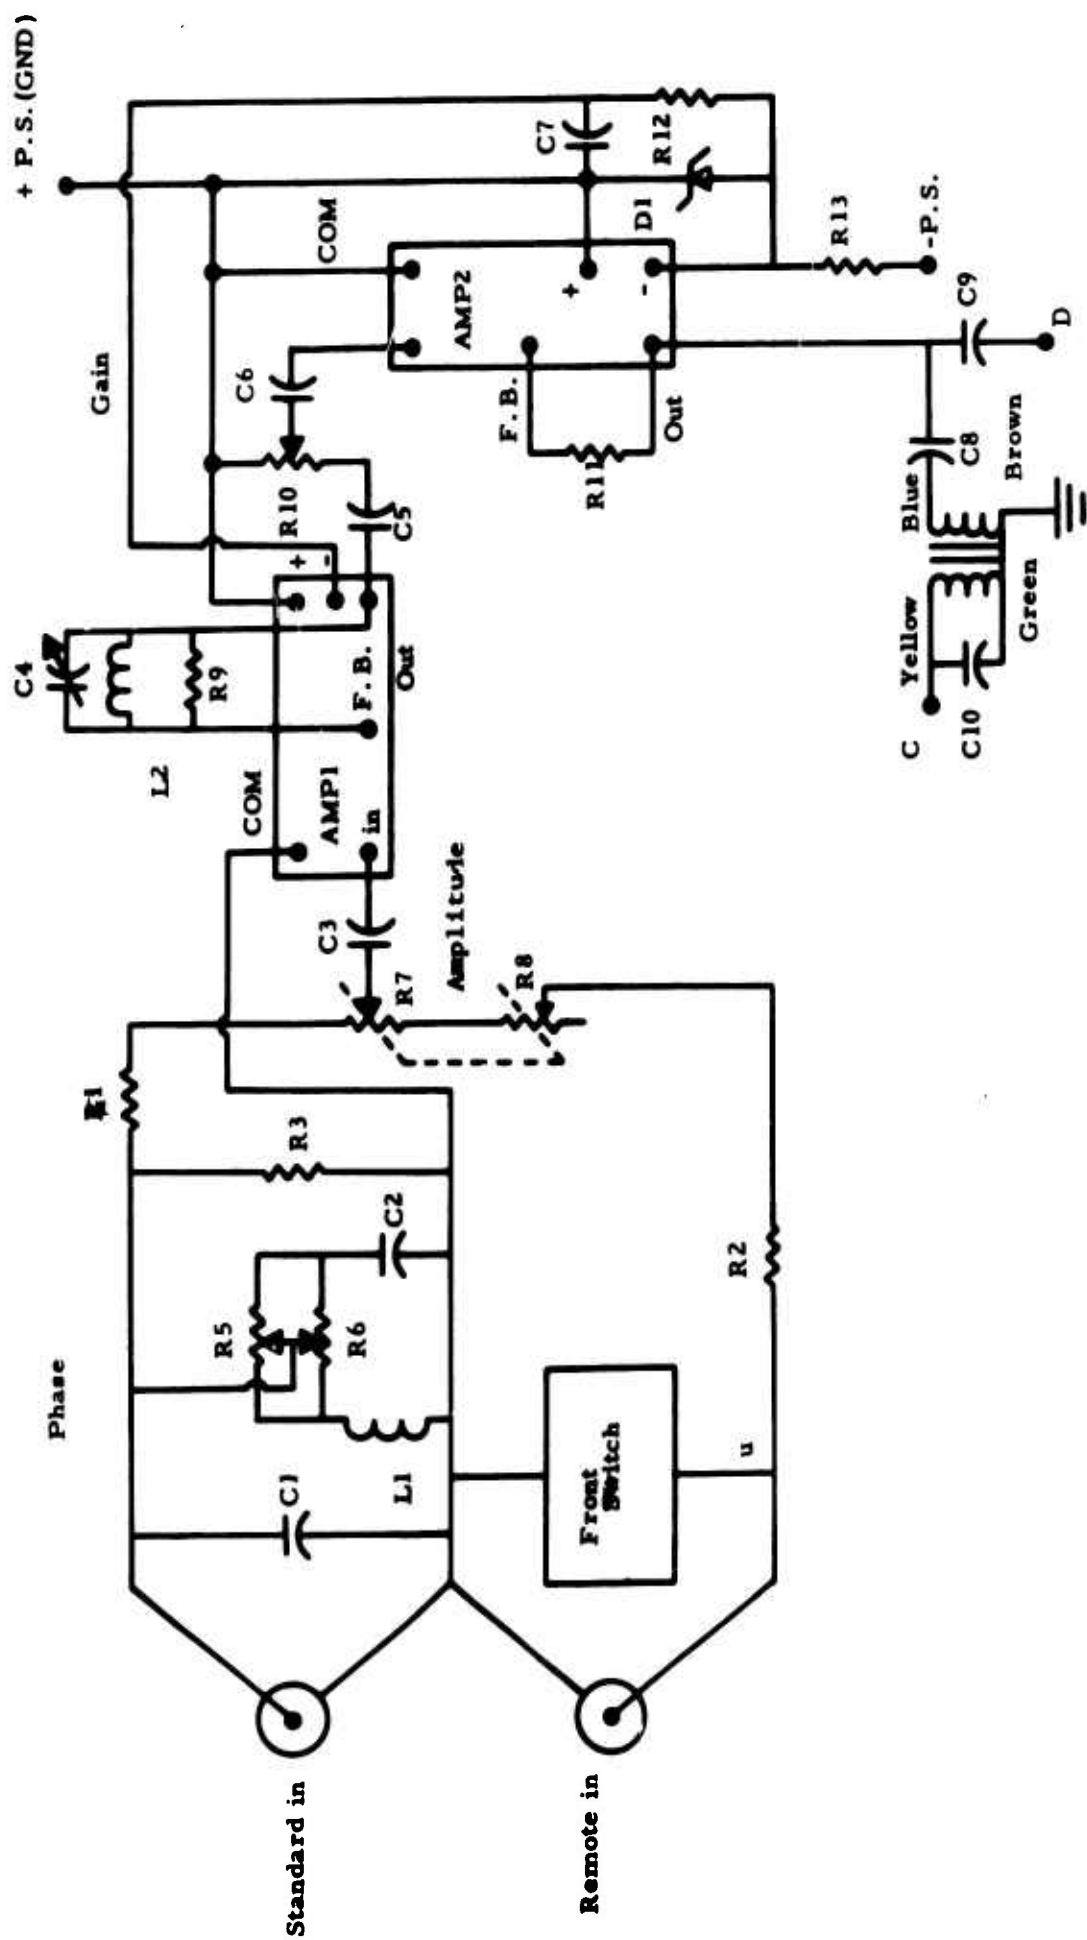 + P.S.(GND)
Gain
C4
L2
R9
COM
AMP1
in
F.B.
Out
+
-
R10
C5
C6
COM
AMP2
F.B.
R11
Out
+
-
C7
D1
R12
R13
-P.S.
C9
D
C8
Blue
Brown
Yellow
Green
C10
C
Phase
R1
R3
C2
R5
R6
C1
L1
C3
R7
Amplitude
R8
R2
Front
Switch
u
Standard in
Remote in